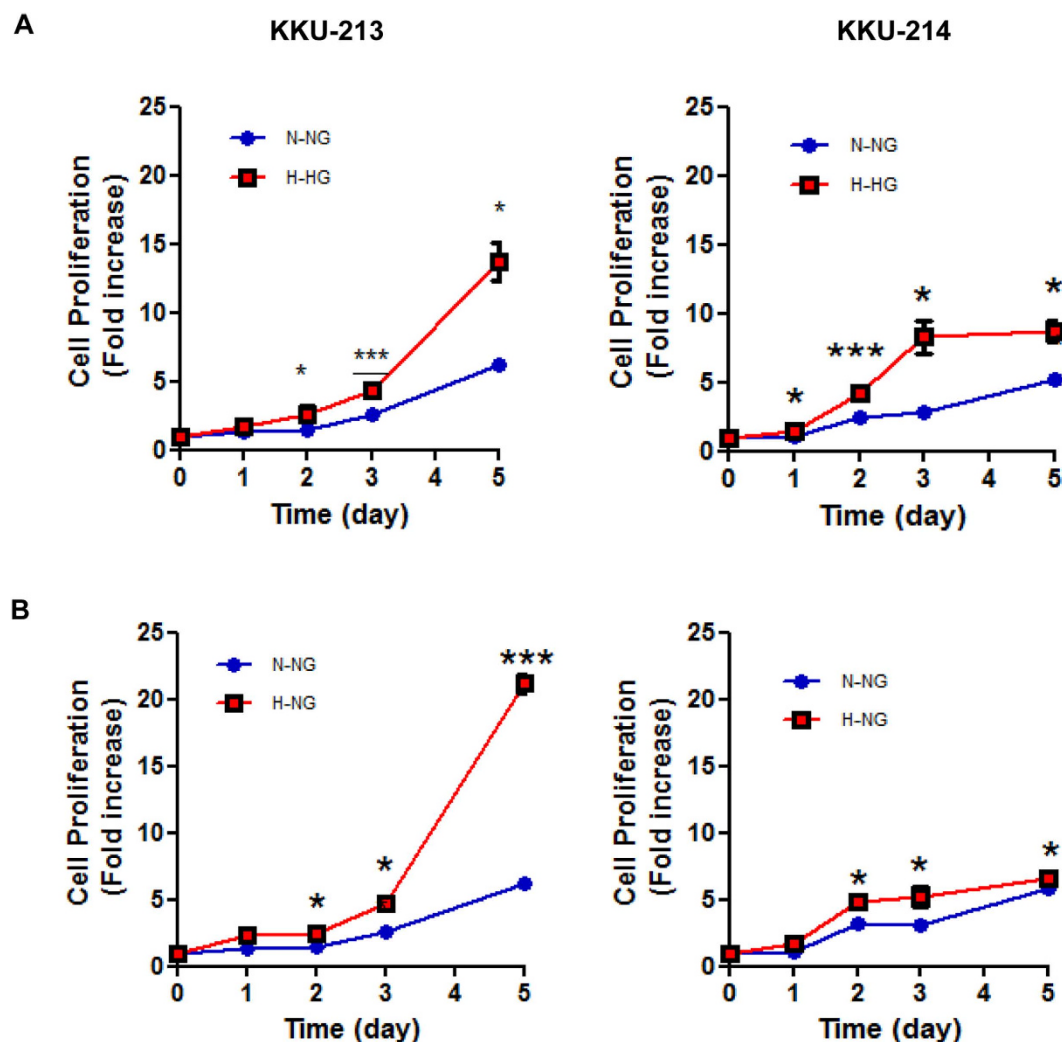 A
KKU-213
KKU-214
Cell Proliferation
(Fold increase)
25
20
15
10
5
0
N-NG
H-HG
*
***
*
0 1 2 3 4 5
Time (day)
Cell Proliferation
(Fold increase)
25
20
15
10
5
0
N-NG
H-HG
*
***
*
*
0 1 2 3 4 5
Time (day)
B
Cell Proliferation
(Fold increase)
25
20
15
10
5
0
N-NG
H-NG
*
*
***
0 1 2 3 4 5
Time (day)
Cell Proliferation
(Fold increase)
25
20
15
10
5
0
N-NG
H-NG
*
*
*
0 1 2 3 4 5
Time (day)